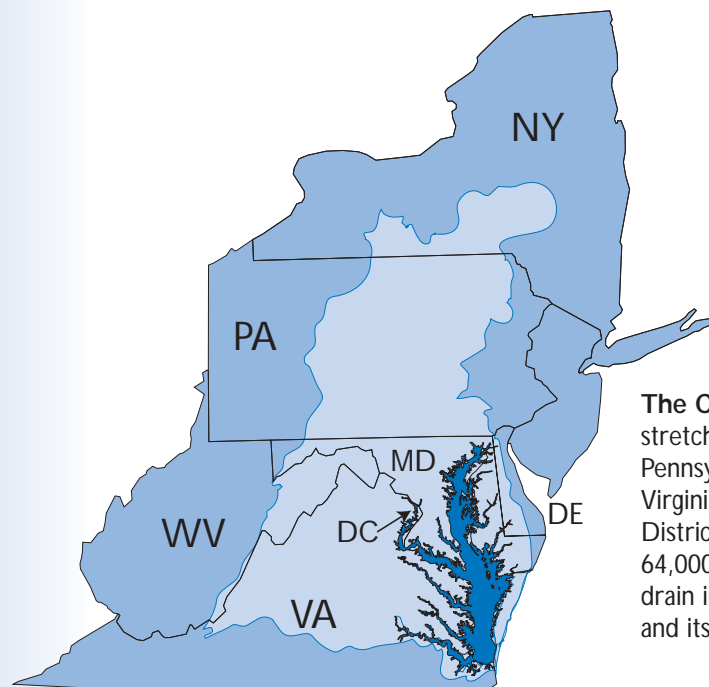 NY
PA
MD
DE
DC
WV
VA
The C
stretch
Pennsy
Virgini
Distric
64,000
drain i
and its